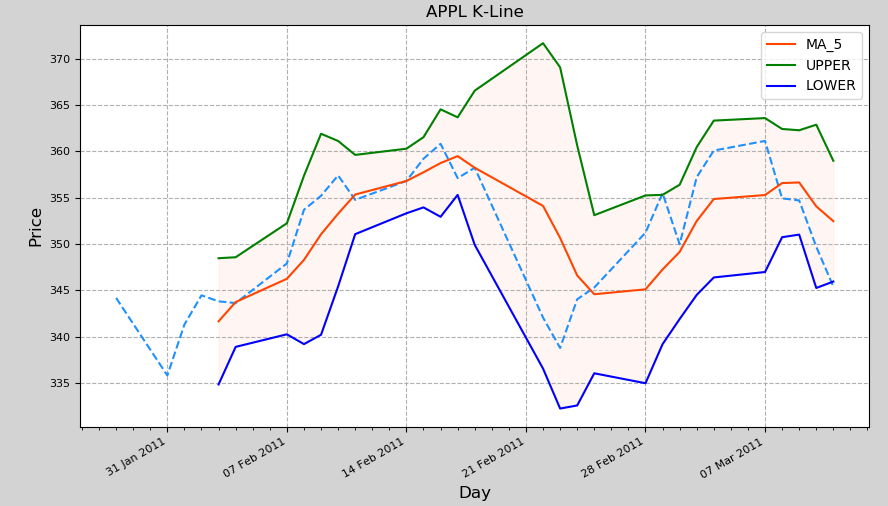 APPL K-Line
MA_5
UPPER
LOWER
Price
370
365
360
355
350
345
340
335
31 Jan 2011
07 Feb 2011
14 Feb 2011
21 Feb 2011
28 Feb 2011
07 Mar 2011
Day